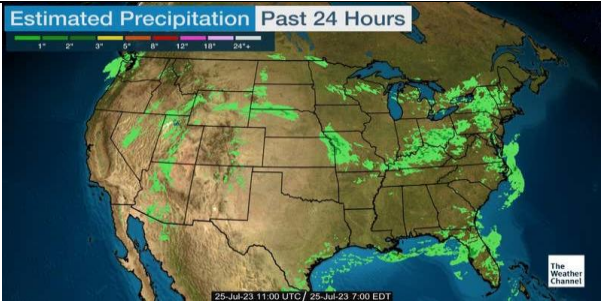 Estimated Precipitation Past 24 Hours
1" 2" 3" 5" 8" 12" 18" 24"+
The
Weather
Channel
25-Jul-23 11:00 UTC / 25-Jul-23 7:00 EDT